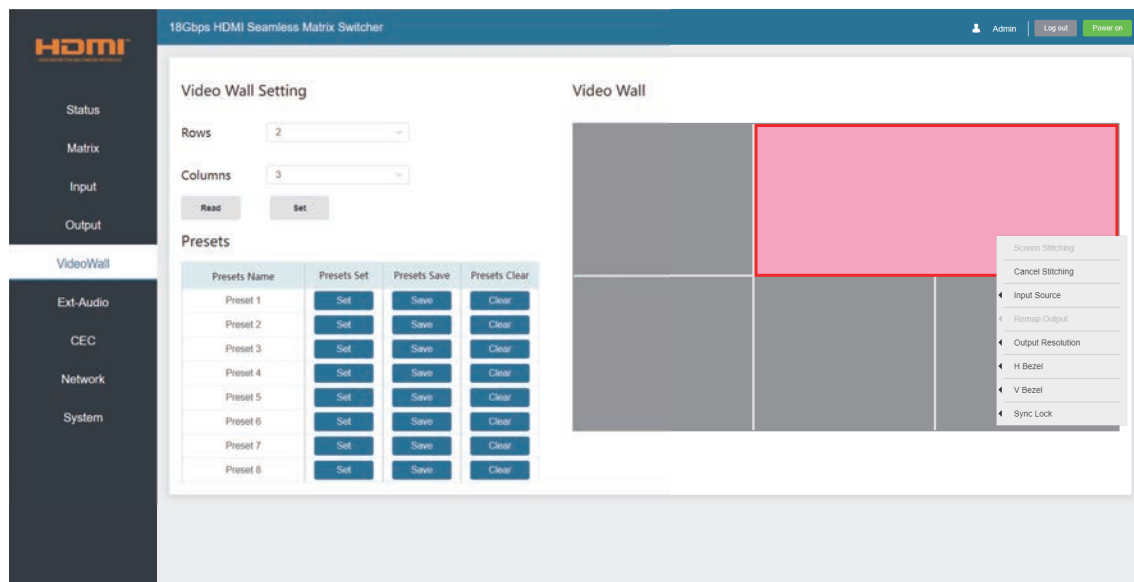 HDMI
18Gbps HDMI Seamless Matrix Switcher
Admin
Log out
Power on
Status
Matrix
Input
Output
VideoWall
Ext-Audio
CEC
Network
System
Video Wall Setting
Rows 2
Columns 3
Read Set
Presets
Presets Name Presets Set Presets Save Presets Clear
Preset 1 Set Save Clear
Preset 2 Set Save Clear
Preset 3 Set Save Clear
Preset 4 Set Save Clear
Preset 5 Set Save Clear
Preset 6 Set Save Clear
Preset 7 Set Save Clear
Preset 8 Set Save Clear
Video Wall
Screen Stitching
Cancel Stitching
Input Source
Remap Output
Output Resolution
H Bezel
V Bezel
Sync Lock